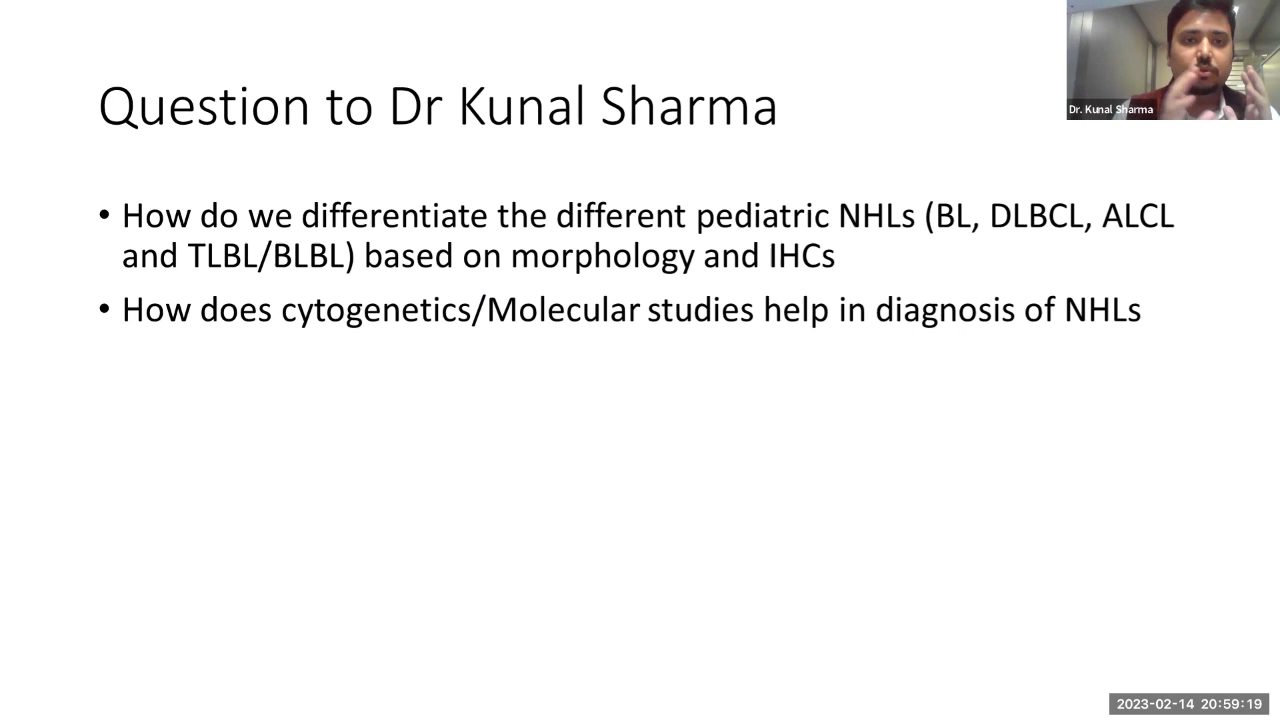 Dr. Kunal Sharma
Question to Dr Kunal Sharma
• How do we differentiate the different pediatric NHLs (BL, DLBCL, ALCL
and TLBL/BLBL) based on morphology and IHCs
• How does cytogenetics/Molecular studies help in diagnosis of NHLs
2023-02-14 20:59:19